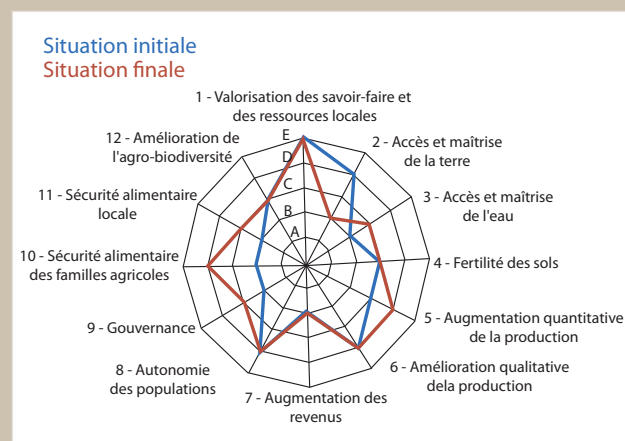 Situation initiale
Situation finale
1 - Valorisation des savoir-faire et
des ressources locales
2 - Accès et maîtrise
de la terre
3 - Accès et maîtrise
de l'eau
4 - Fertilité des sols
5 - Augmentation quantitative
de la production
6 - Amélioration qualitative
dela production
7 - Augmentation des
revenus
8 - Autonomie
des populations
9 - Gouvernance
10 - Sécurité alimentaire
des familles agricoles
11 - Sécurité alimentaire
locale
12 - Amélioration de
l'agro-biodiversité
E
D
C
B
A